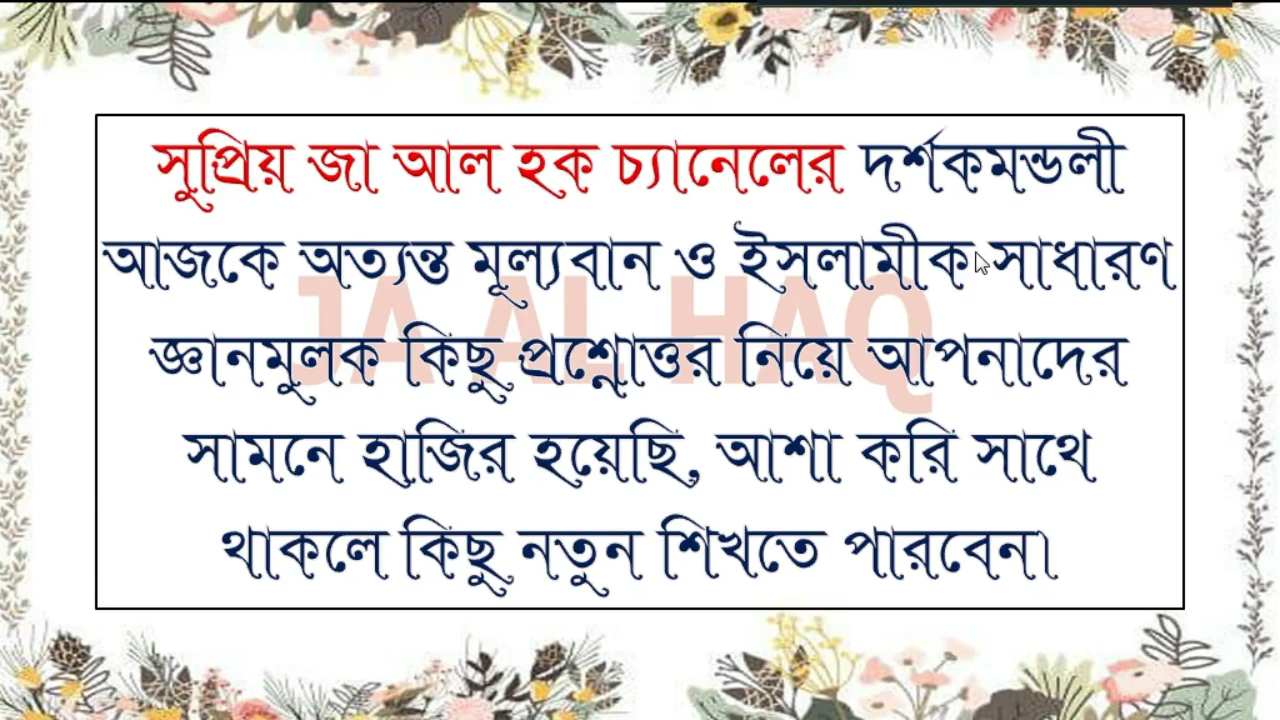 সুপ্রিয় জা আল হক চ্যানেলের দর্শকমন্ডলী
আজকে অত্যন্ত মূল্যবান ও ইসলামীক সাধারণ
জ্ঞানমুলক কিছু প্রশ্নোত্তর নিয়ে আপনাদের
সামনে হাজির হয়েছি, আশা করি সাথে
থাকলে কিছু নতুন শিখতে পারবেন।
JA AL HAQ